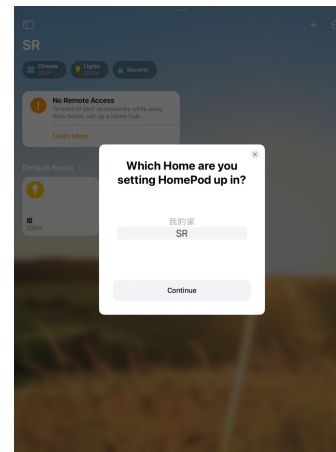 SR
Climate
Lights
Security
No Remote Access
To control your accessories while away
from home, set up a home hub.
Learn More
Default Room
100%
Which Home are you
setting HomePod up in?
我的家
SR
Continue